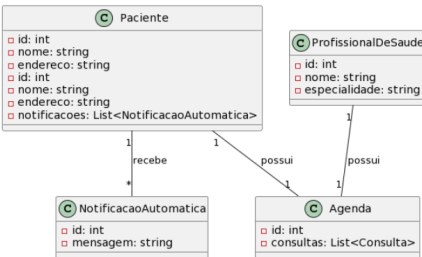 C Paciente
id: int
nome: string
endereco: string
id: int
nome: string
endereco: string
notificacoes: List<NotificacaoAutomatica>
C ProfissionalDeSaude
id: int
nome: string
especialidade: string
1
recebe
*
1
possui
1
1
possui
1
C NotificacaoAutomatica
id: int
mensagem: string
C Agenda
id: int
consultas: List<Consulta>